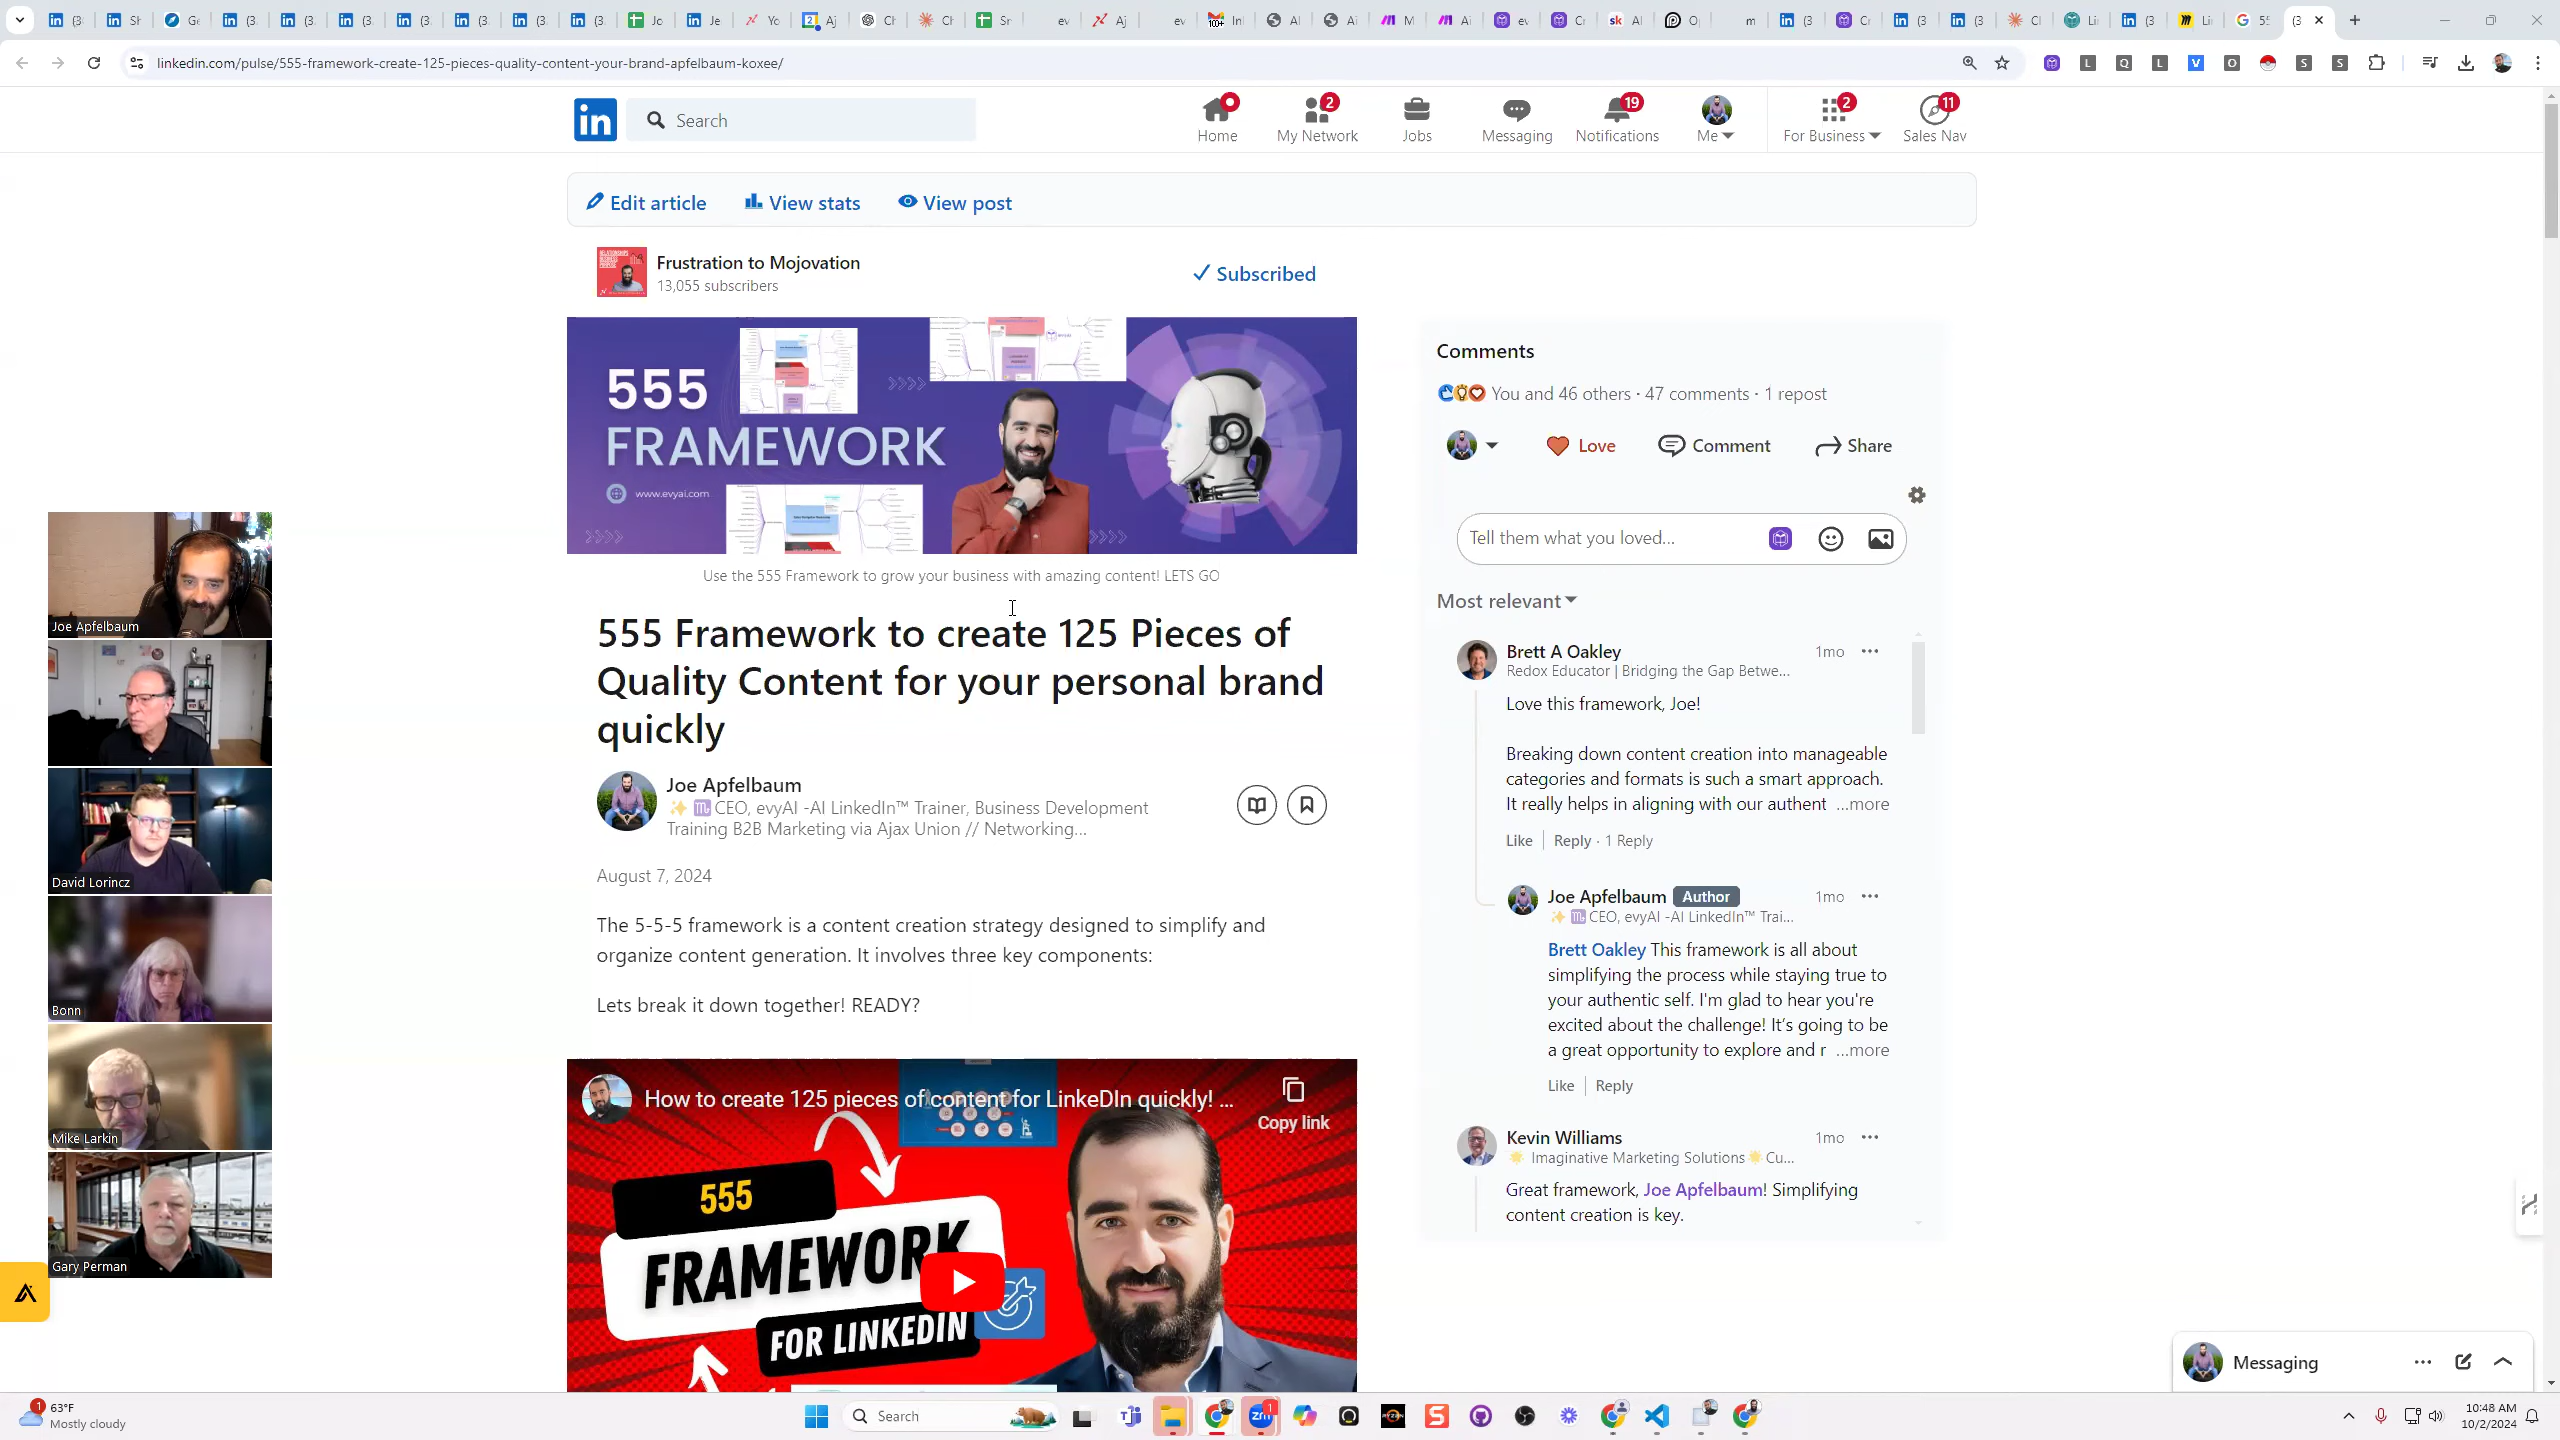 linkedin.com/pulse/555-framework-create-125-pieces-quality-content-your-brand-apfelbaum-koxee/
in
Search
Home
2
My Network
Jobs
Messaging
19
Notifications
Me
2
For Business
11
Sales Nav
Edit article
View stats
View post
Frustration to Mojovation
13,055 subscribers
Subscribed
555
FRAMEWORK
www.evyai.com
Use the 555 Framework to grow your business with amazing content! LETS GO
555 Framework to create 125 Pieces of
Quality Content for your personal brand
quickly
Joe Apfelbaum
CEO, evyAI -AI LinkedIn™ Trainer, Business Development
Training B2B Marketing via Ajax Union // Networking...
August 7, 2024
The 5-5-5 framework is a content creation strategy designed to simplify and
organize content generation. It involves three key components:
Lets break it down together! READY?
How to create 125 pieces of content for LinkeDIn quickly! ...
Copy link
555
FRAMEWORK
FOR LINKEDIN
Comments
You and 46 others · 47 comments · 1 repost
Love
Comment
Share
Tell them what you loved...
Most relevant
Brett A Oakley
1mo
Redox Educator | Bridging the Gap Betwe...
Love this framework, Joe!
Breaking down content creation into manageable
categories and formats is such a smart approach.
It really helps in aligning with our authent ...more
Like
Reply · 1 Reply
Joe Apfelbaum Author
1mo
CEO, evyAI -AI LinkedIn™ Trai...
Brett Oakley This framework is all about
simplifying the process while staying true to
your authentic self. I'm glad to hear you're
excited about the challenge! It's going to be
a great opportunity to explore and r ...more
Like
Reply
Kevin Williams
1mo
Imaginative Marketing Solutions Cu...
Great framework, Joe Apfelbaum! Simplifying
content creation is key.
Joe Apfelbaum
David Lorincz
Bonn
Mike Larkin
Gary Perman
Messaging
1
63°F
Mostly cloudy
Search
10:48 AM
10/2/2024